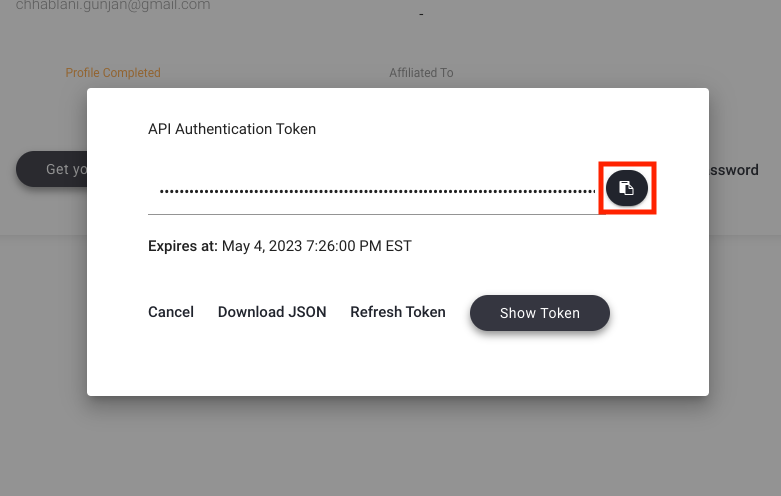 chhablani.gunjan@gmail.com
-
Profile Completed
Affiliated To
API Authentication Token
Get yo
ssword
Expires at: May 4, 2023 7:26:00 PM EST
Cancel
Download JSON
Refresh Token
Show Token